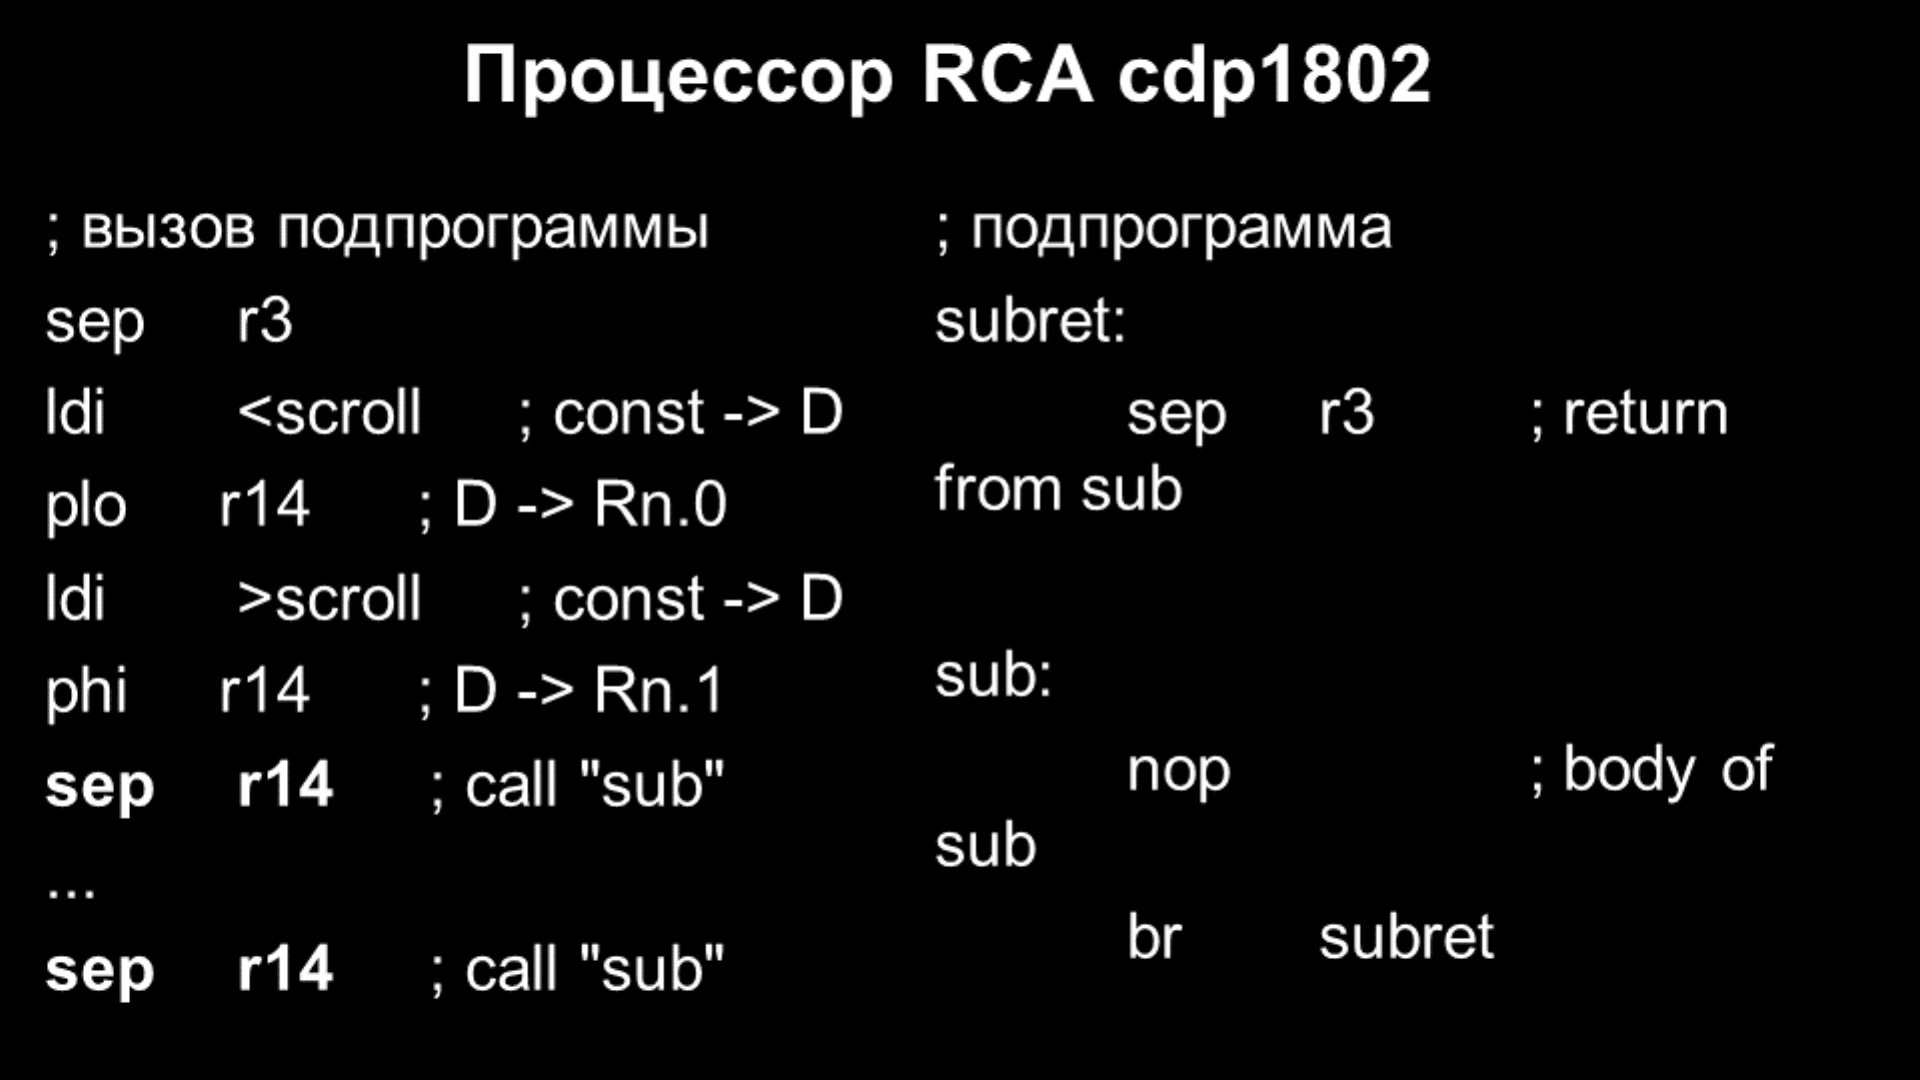 Процессор RCA cdp1802
; вызов подпрограммы
sep r3
ldi <scroll ; const -> D
plo r14 ; D -> Rn.0
ldi >scroll ; const -> D
phi r14 ; D -> Rn.1
sep r14 ; call "sub"
...
sep r14 ; call "sub"
; подпрограмма
subret:
sep r3 ; return
from sub
sub:
nop ; body of
sub
br subret